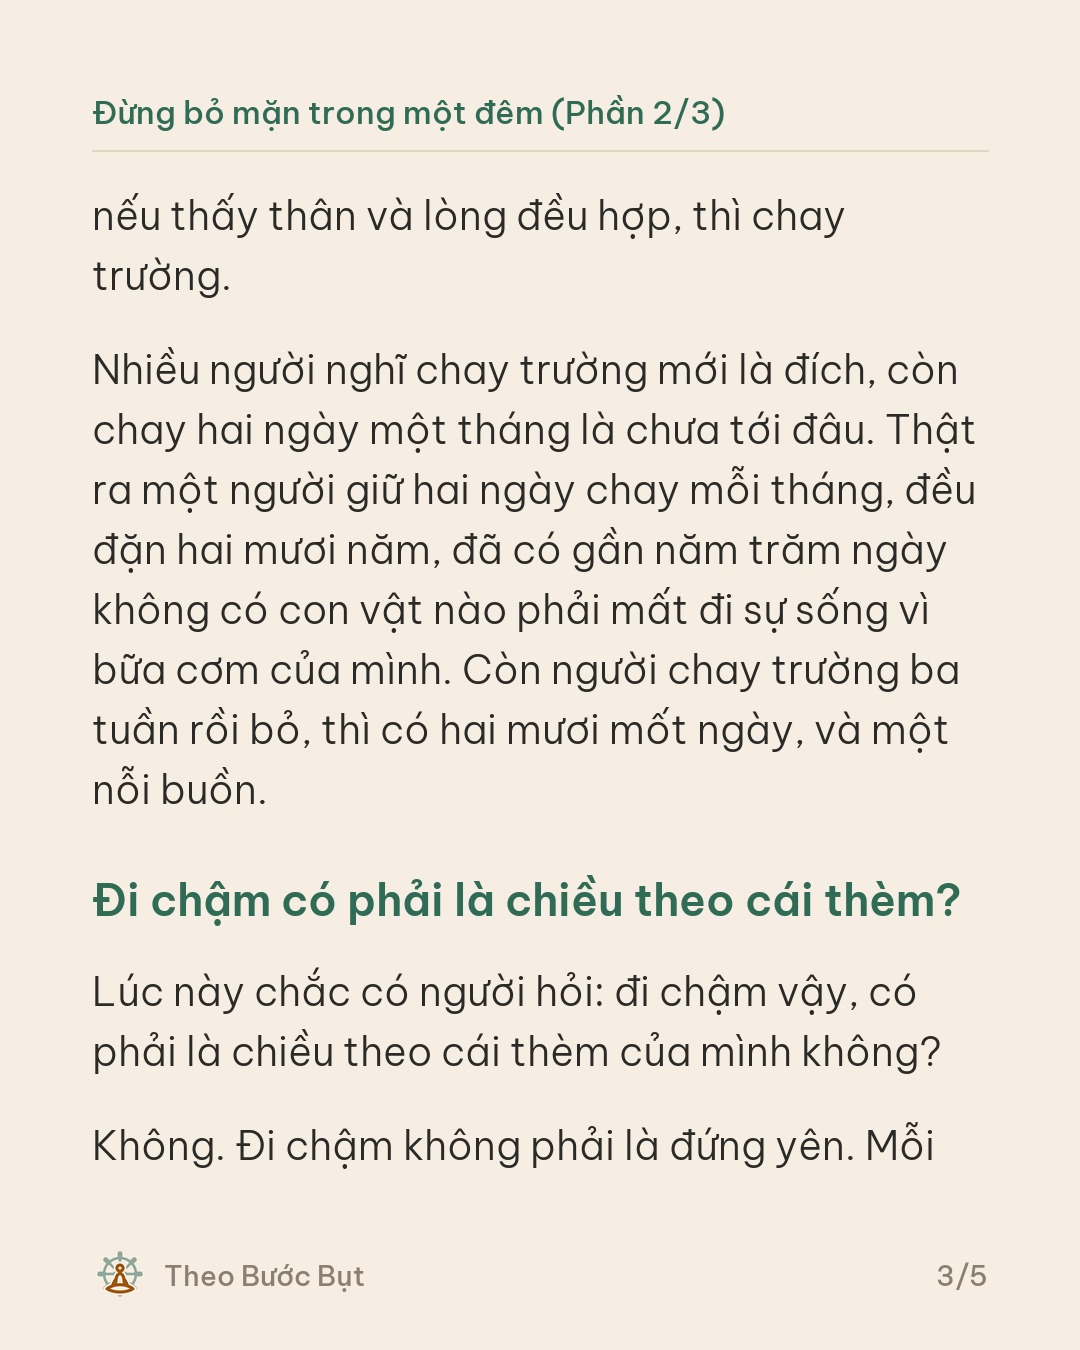 Đừng bỏ mặn trong một đêm (Phần 2/3)
nếu thấy thân và lòng đều hợp, thì chay
trường.
Nhiều người nghĩ chay trường mới là đích, còn
chay hai ngày một tháng là chưa tới đâu. Thật
ra một người giữ hai ngày chay mỗi tháng, đều
đặn hai mươi năm, đã có gần năm trăm ngày
không có con vật nào phải mất đi sự sống vì
bữa cơm của mình. Còn người chay trường ba
tuần rồi bỏ, thì có hai mươi mốt ngày, và một
nỗi buồn.
Đi chậm có phải là chiều theo cái thèm?
Lúc này chắc có người hỏi: đi chậm vậy, có
phải là chiều theo cái thèm của mình không?
Không. Đi chậm không phải là đứng yên. Mỗi
Theo Bước Bụt
3/5